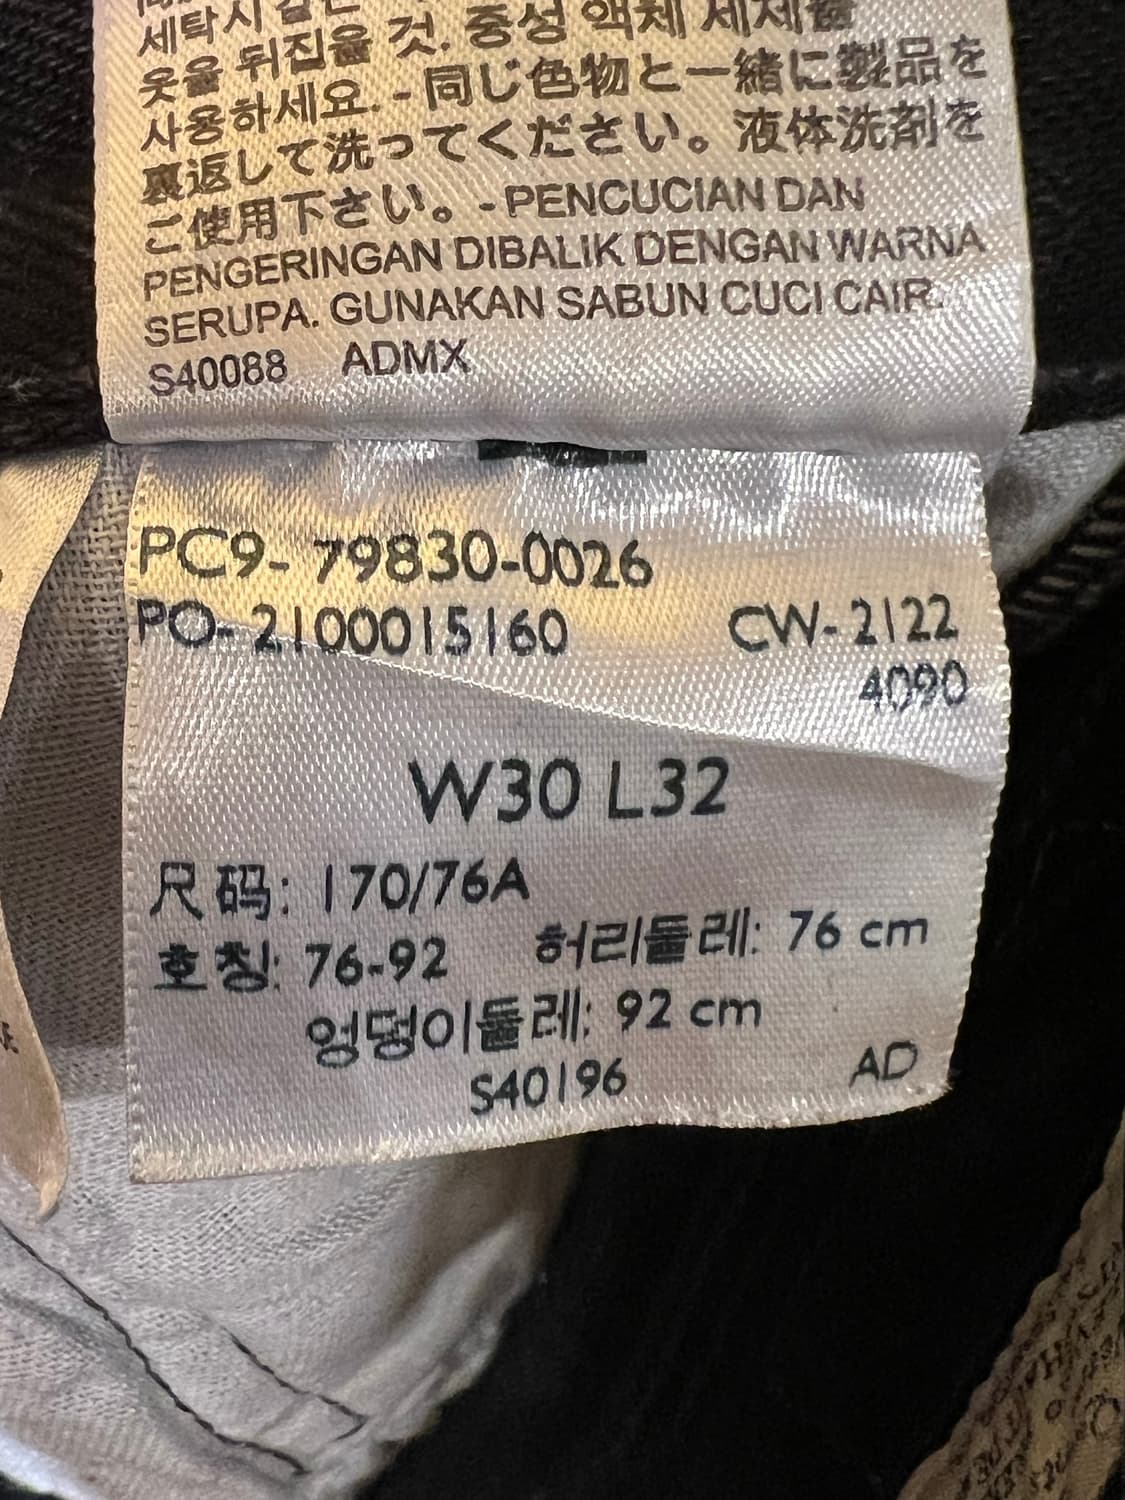 세탁시
옷을 뒤집을 것. 중성 액체 세제를
사용하세요. - 同じ色物と一緒に製品を
裏返して洗ってください。液体洗剤を
ご使用下さい。- PENCUCIAN DAN
PENGERINGAN DIBALIK DENGAN WARNA
SERUPA. GUNAKAN SABUN CUCI CAIR.
S40088 ADMX
PC9- 79830-0026
PO- 2100015160 CW- 2122
4090
W30 L32
尺码: 170/76A
호칭: 76-92 허리둘레: 76 cm
엉덩이둘레: 92 cm
S40196 AD